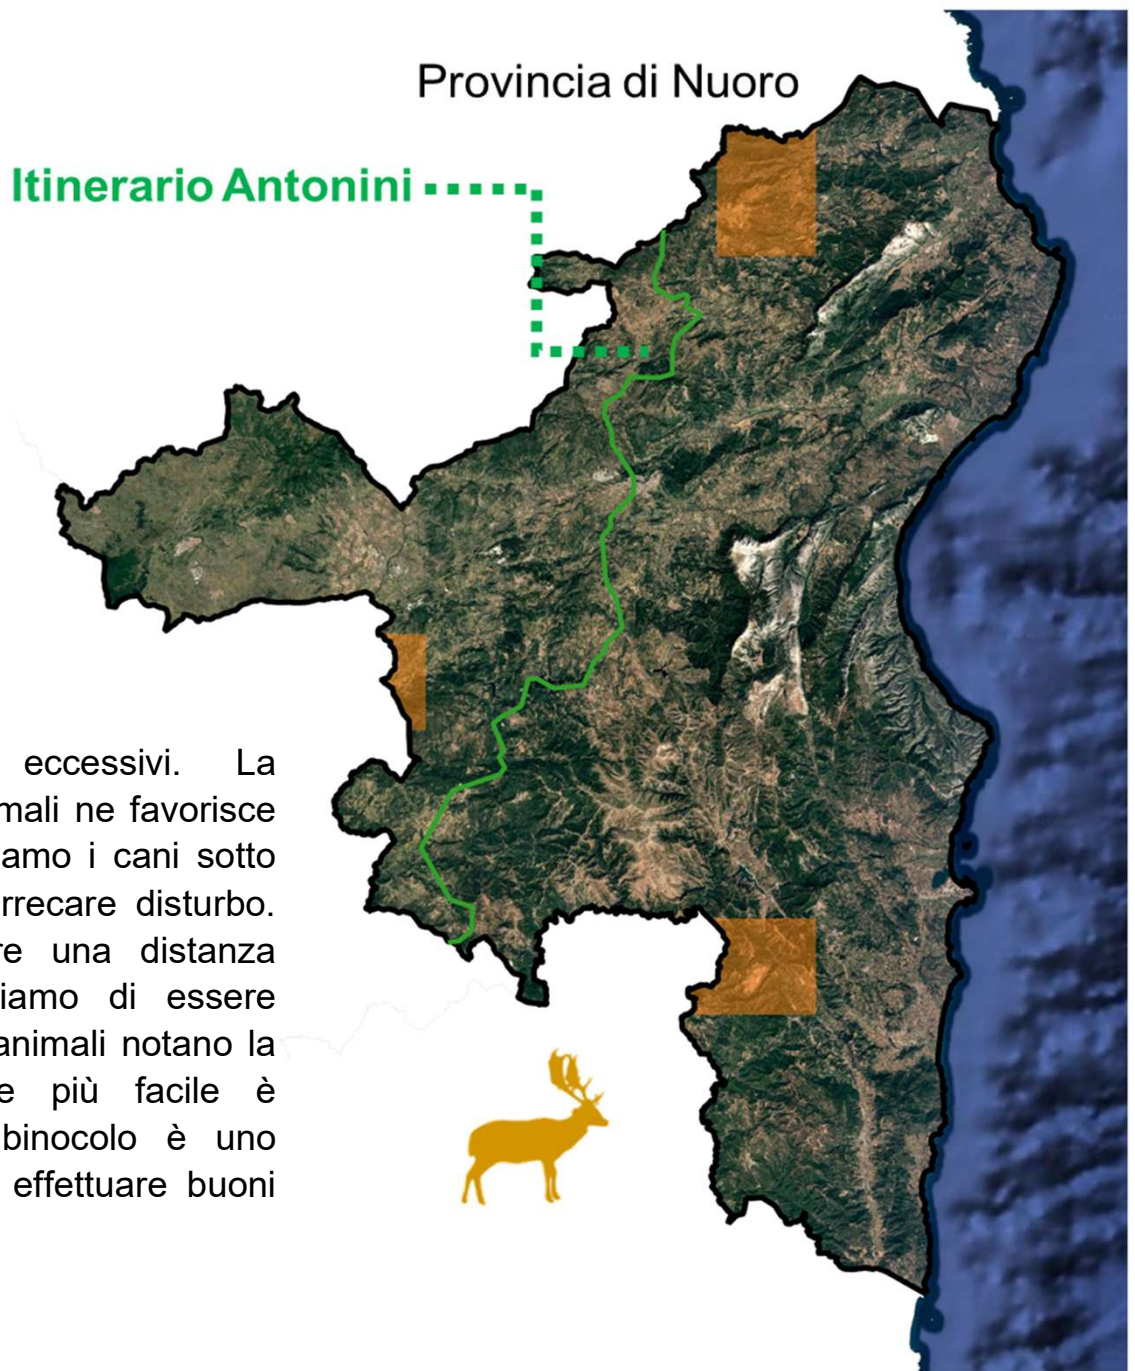 Provincia di Nuoro
Itinerario Antonini
eccessivi. La
mali ne favorisce
amo i cani sotto
rrecare disturbo.
re una distanza
iamo di essere
animali notano la
e più facile è
binocolo è uno
effettuare buoni